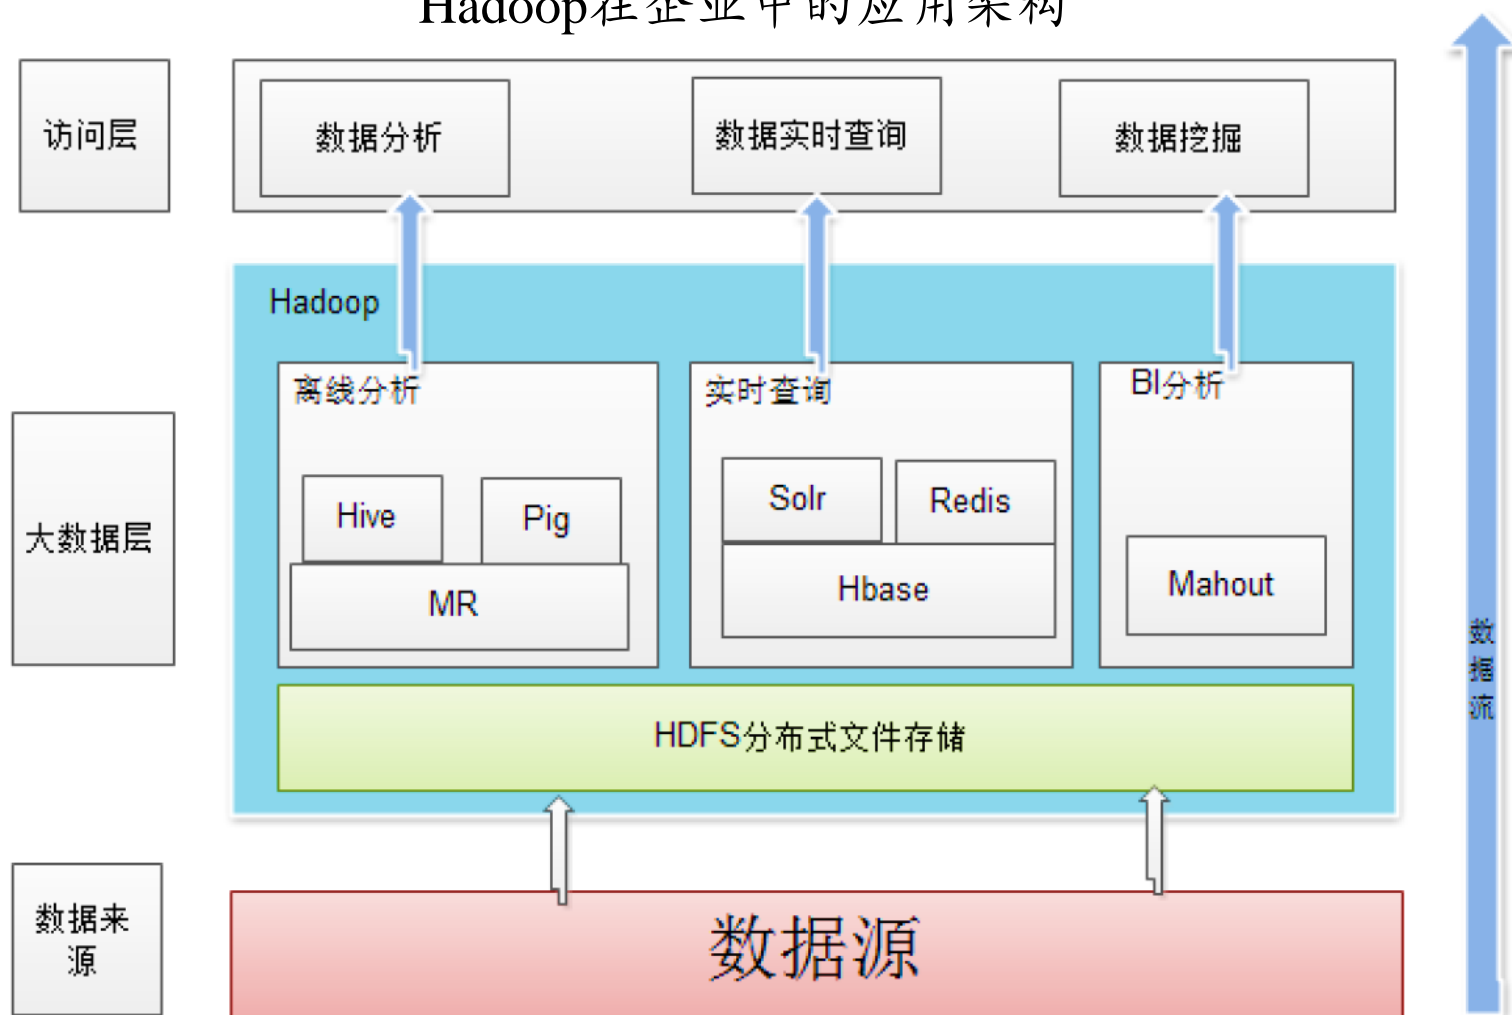 Hadoop在企业中的应用架构
访问层
数据分析
数据实时查询
数据挖掘
Hadoop
离线分析
实时查询
BI分析
大数据层
Hive
Pig
Solr
Redis
MR
Hbase
Mahout
HDFS分布式文件存储
数据流
数据来
源
数据源